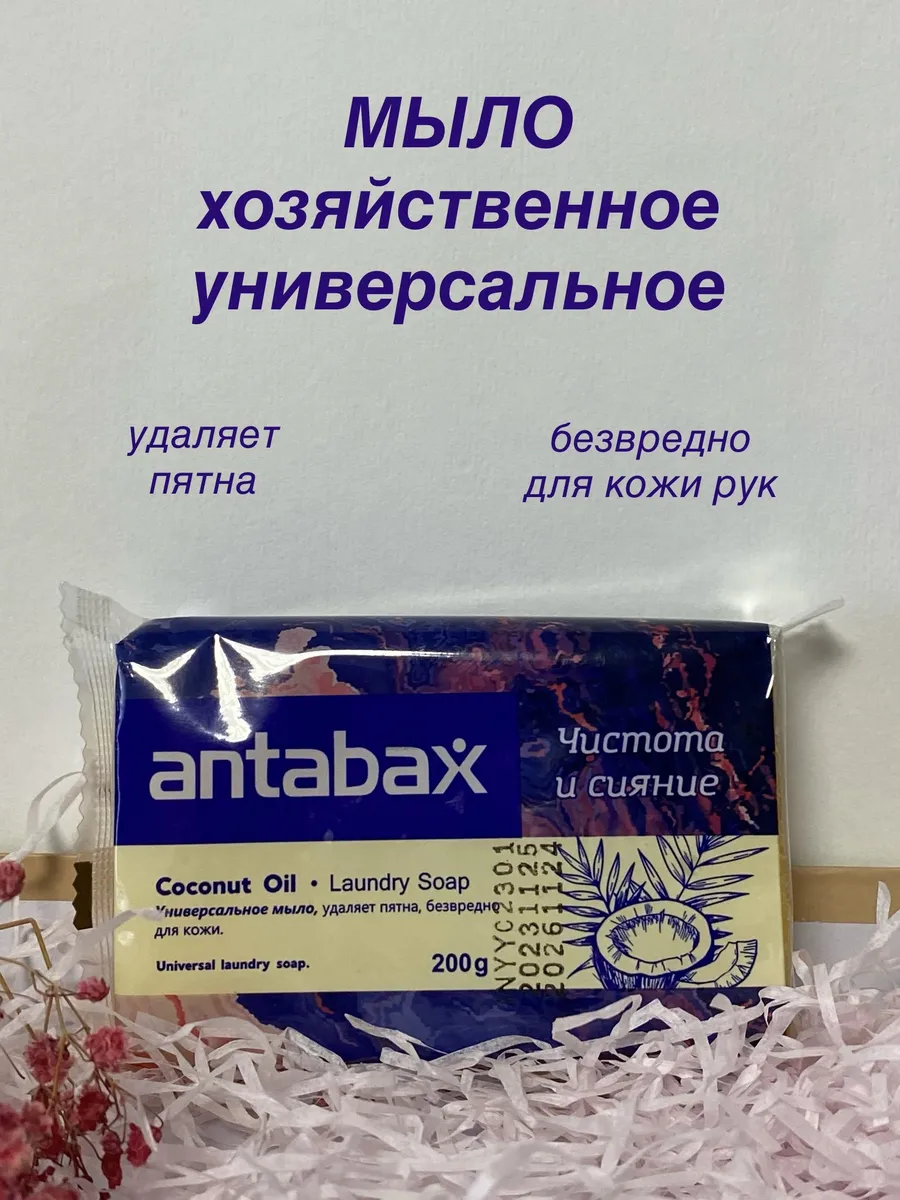 МЫЛО
хозяйственное
универсальное
удаляет
пятна
безвредно
для кожи рук
antabax
Чистота
и сияние
Coconut Oil • Laundry Soap
Универсальное мыло, удаляет пятна, безвредно
для кожи.
Universal laundry soap.
200g
NYYC2301
20231125
20261124